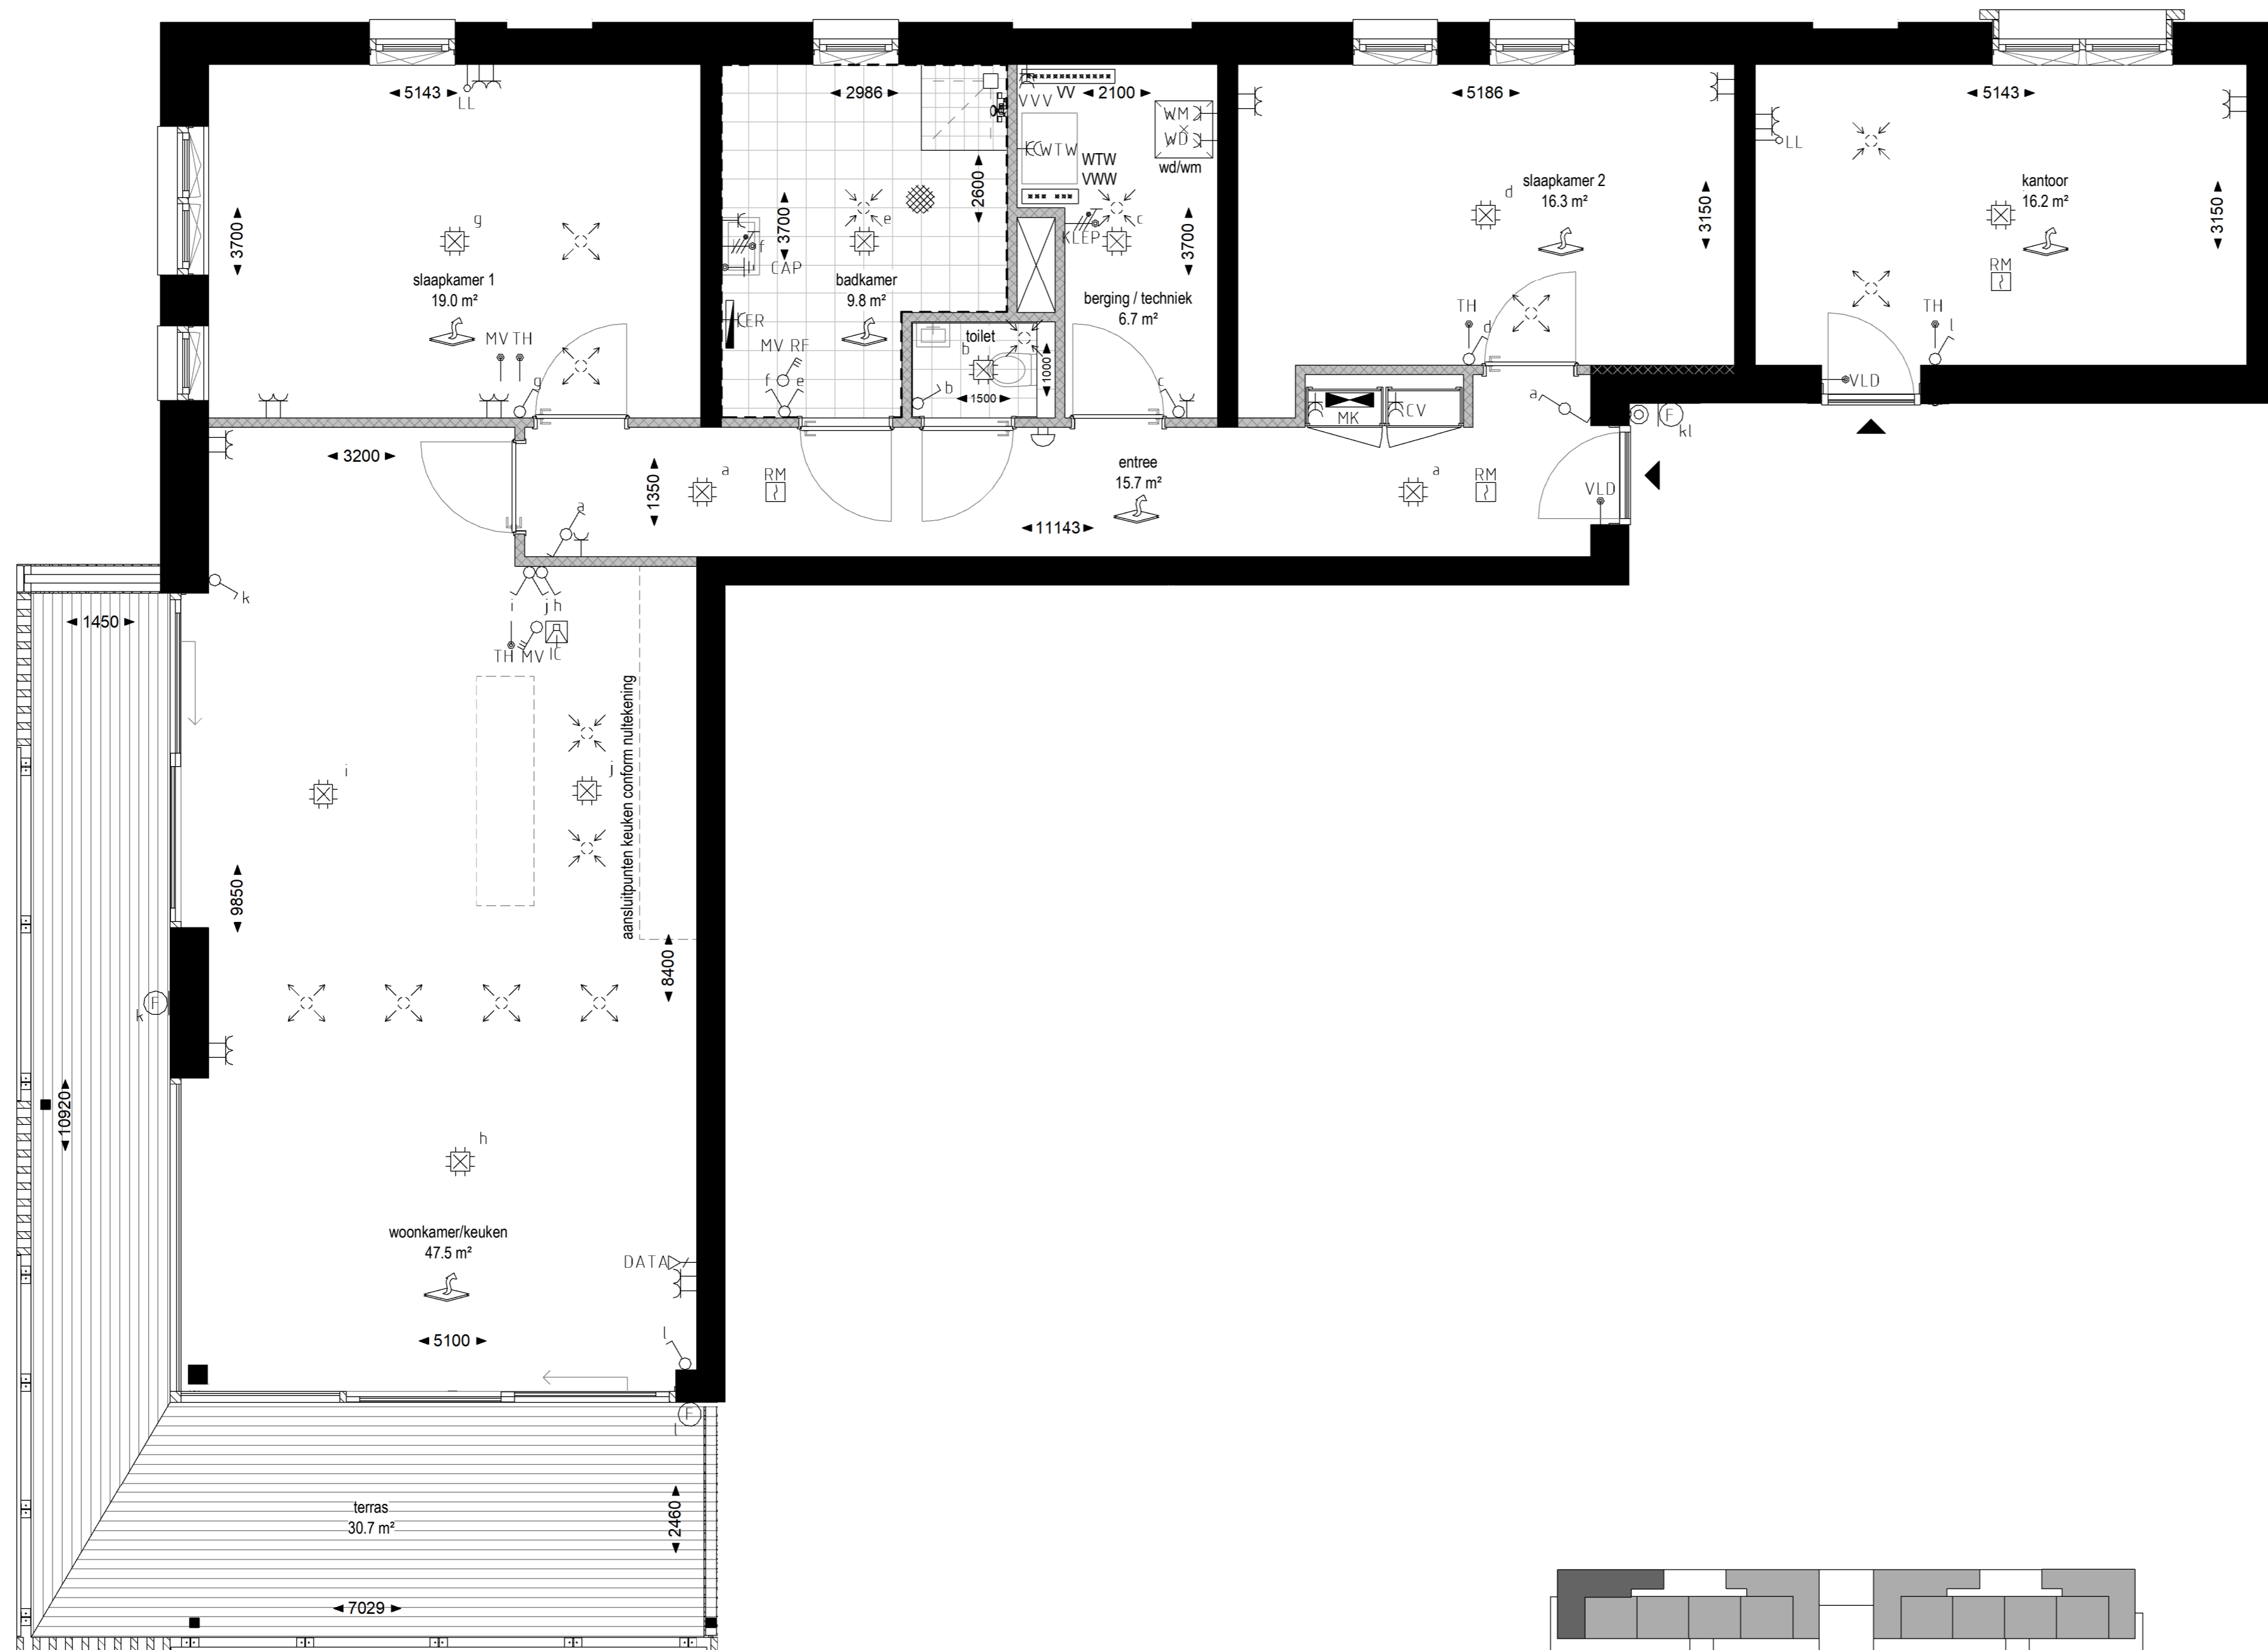 5143
LL
2986
VVV
VV
2100
WM
WD
wd/wm
5186
5143
LL
WTW
WTW
VWW
2600
3700
g
slaapkamer 1
19.0 m²
MV TH
g
3700
f
e
CAP
badkamer
9.8 m²
ER
MV RF
f
e
toilet
b
b
1000
1500
KLEP
c
3700
berging / techniek
6.7 m²
c
d
slaapkamer 2
16.3 m²
3150
TH
d
kantoor
16.2 m²
RM
3150
TH
l
VLD
MK
CV
a
F
kl
3200
1350
a
RM
a
entree
15.7 m²
11143
a
RM
VLD
k
i
j
h
TH
MV
IC
1450
aansluitpunten keuken conform nultekening
i
j
9850
8400
F
k
10920
h
woonkamer/keuken
47.5 m²
DATA
5100
l
F
l
terras
30.7 m²
2460
7029